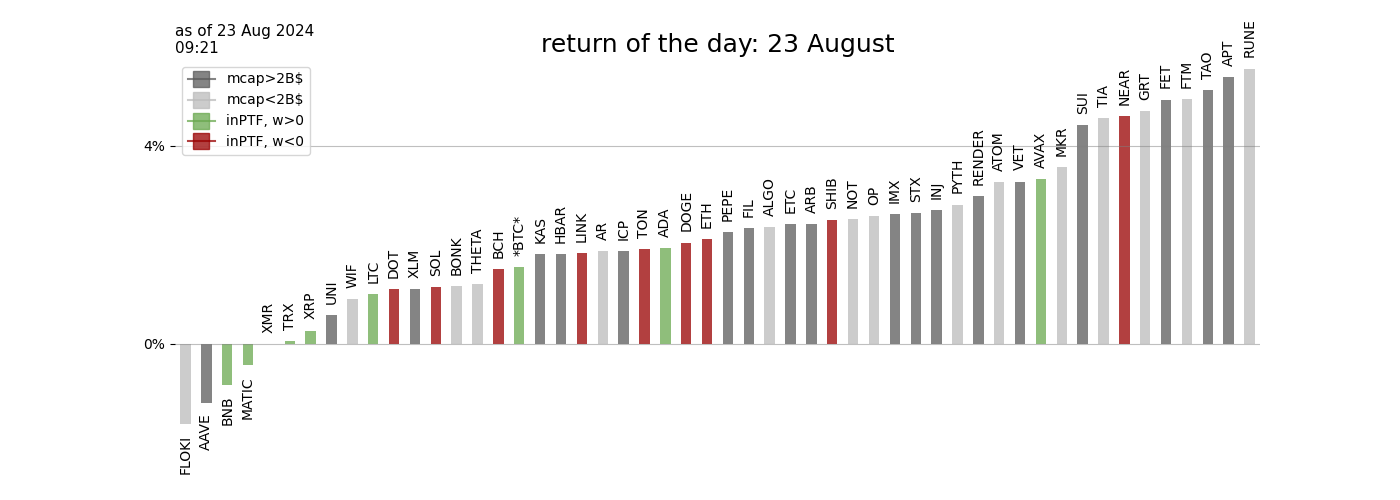 as of 23 Aug 2024
09:21
return of the day: 23 August
mcap>2B$
mcap<2B$
inPTF, w>0
inPTF, w<0
4%
0%
FLOKI
AAVE
BNB
MATIC
XMR
TRX
XRP
UNI
WIF
LTC
DOT
XLM
SOL
BONK
THETA
BCH
*BTC*
KAS
HBAR
LINK
AR
ICP
TON
ADA
DOGE
ETH
PEPE
FIL
ALGO
ETC
ARB
SHIB
NOT
OP
IMX
STX
INJ
PYTH
RENDER
ATOM
VET
AVAX
MKR
SUI
TIA
NEAR
GRT
FET
FTM
TAO
APT
RUNE